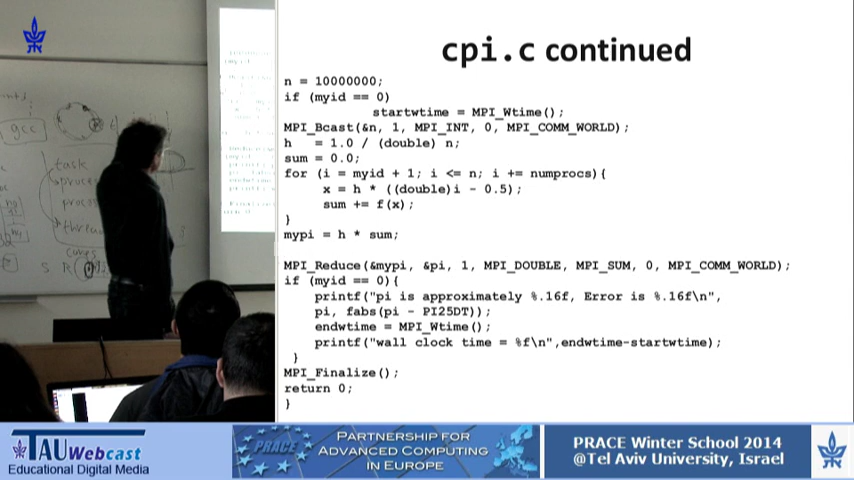 cpi.c continued
n = 10000000;
if (myid == 0)
startwtime = MPI_Wtime();
MPI_Bcast(&n, 1, MPI_INT, 0, MPI_COMM_WORLD);
h = 1.0 / (double) n;
sum = 0.0;
for (i = myid + 1; i <= n; i += numprocs){
x = h * ((double)i - 0.5);
sum += f(x);
}
mypi = h * sum;
MPI_Reduce(&mypi, &pi, 1, MPI_DOUBLE, MPI_SUM, 0, MPI_COMM_WORLD);
if (myid == 0){
printf("pi is approximately %.16f, Error is %.16f\n",
pi, fabs(pi - PI25DT));
endwtime = MPI_Wtime();
printf("wall clock time = %f\n",endwtime-startwtime);
}
MPI_Finalize();
return 0;
}
gcc
task
proces
proces
thread
cores
S R
TAU Webcast
Educational Digital Media
PRACE
PARTNERSHIP FOR
ADVANCED COMPUTING
IN EUROPE
PRACE Winter School 2014
@Tel Aviv University, Israel